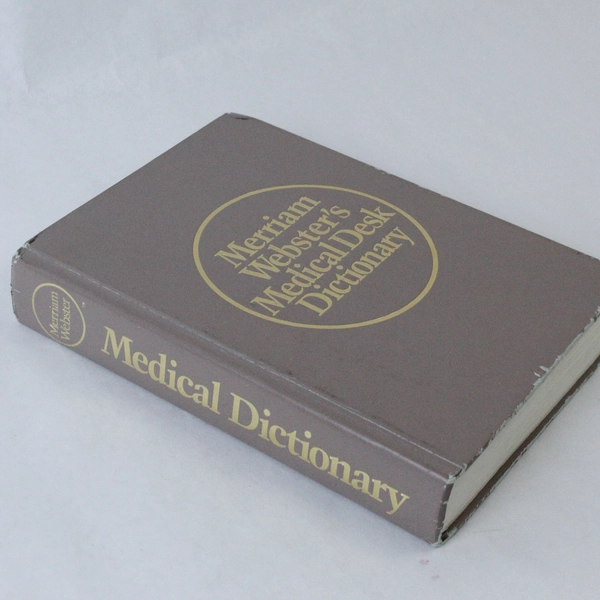 Merriam
Webster's
Medical Desk
Dictionary
Merriam
Webster
Medical Dictionary